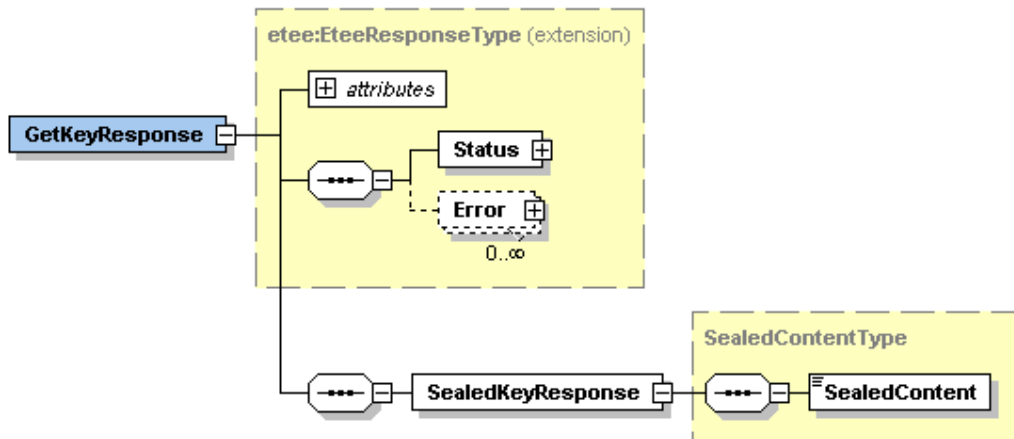 etee:EteeResponseType (extension)
attributes
GetKeyResponse
Status
Error
0..∞
SealedContentType
SealedKeyResponse
SealedContent